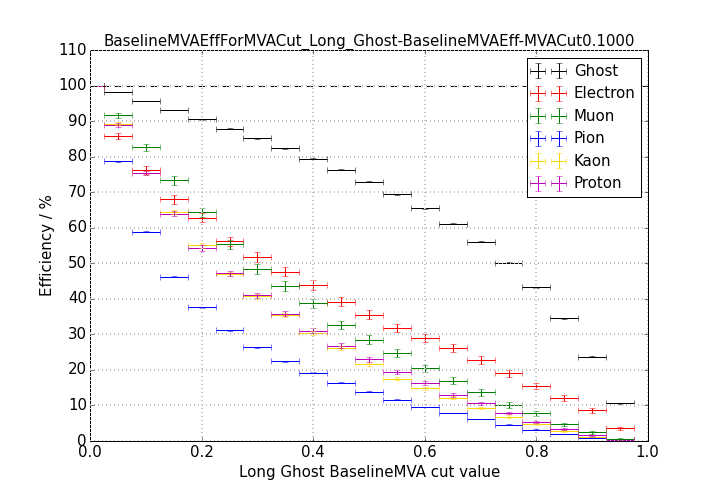 BaselineMVAEffForMVACut_Long_Ghost-BaselineMVAEff-MVACut0.1000
110
100
90
80
70
60
50
40
30
20
10
0
Efficiency / %
Ghost
Electron
Muon
Pion
Kaon
Proton
0.0 0.2 0.4 0.6 0.8 1.0
Long Ghost BaselineMVA cut value